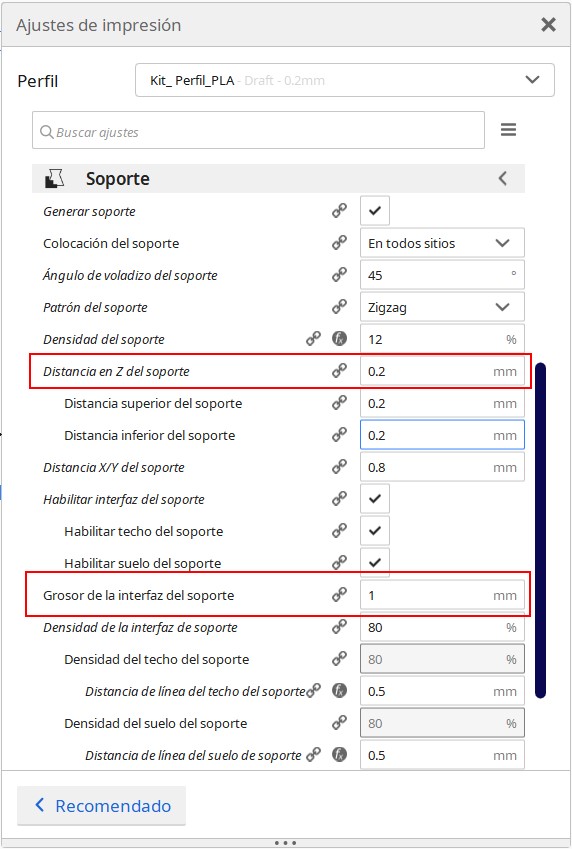 Ajustes de impresión
Perfil Kit_ Perfil_PLA - Draft - 0.2mm
Buscar ajustes
Soporte
Generar soporte
Colocación del soporte En todos sitios
Ángulo de voladizo del soporte 45 °
Patrón del soporte Zigzag
Densidad del soporte 12 %
Distancia en Z del soporte 0.2 mm
Distancia superior del soporte 0.2 mm
Distancia inferior del soporte 0.2 mm
Distancia X/Y del soporte 0.8 mm
Habilitar interfaz del soporte
Habilitar techo del soporte
Habilitar suelo del soporte
Grosor de la interfaz del soporte 1 mm
Densidad de la interfaz de soporte 80 %
Densidad del techo del soporte 80 %
Distancia de línea del techo del soporte 0.5 mm
Densidad del suelo del soporte 80 %
Distancia de línea del suelo de soporte 0.5 mm
Recomendado